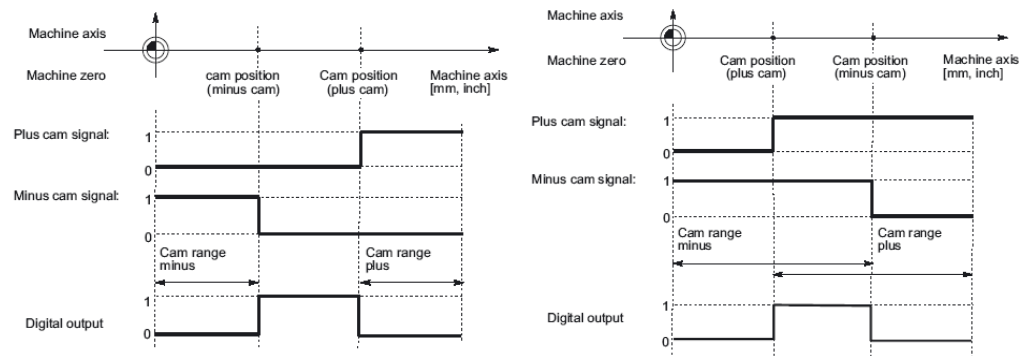 Machine axis
Machine zero
cam position
(minus cam)
Cam position
(plus cam)
Machine axis
[mm, inch]
Plus cam signal:
1
0
Minus cam signal:
1
0
Cam range
minus
Cam range
plus
Digital output
1
0
Machine axis
Machine zero
Cam position
(plus cam)
Cam position
(minus cam)
Machine axis
[mm, inch]
Plus cam signal:
1
0
Minus cam signal:
1
0
Cam range
minus
Cam range
plus
Digital output
1
0